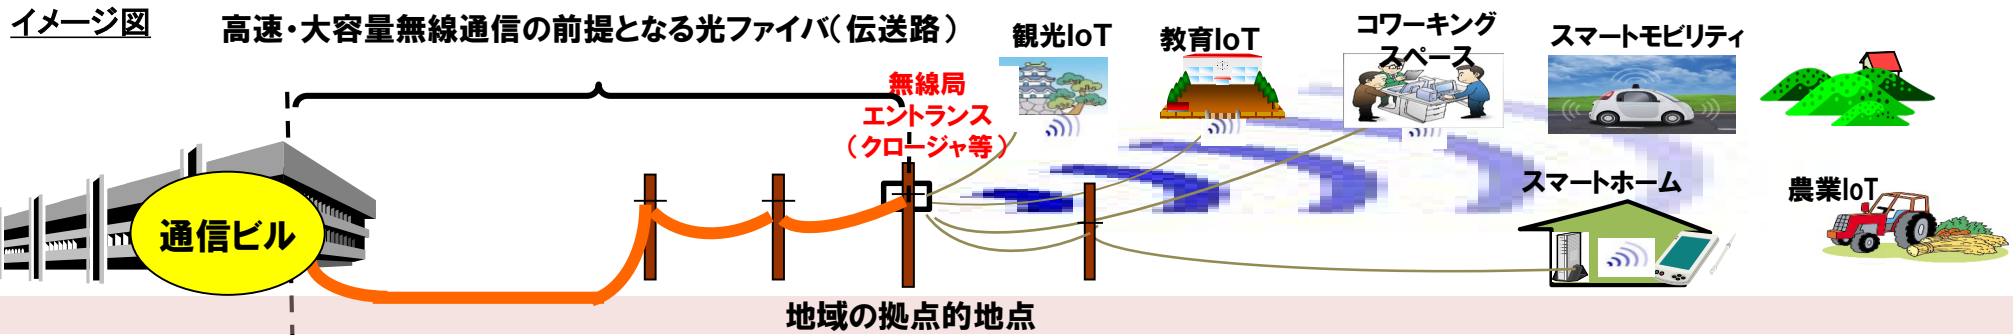 イメージ図
高速・大容量無線通信の前提となる光ファイバ（伝送路）
観光IoT
教育IoT
コワーキング
スペース
スマートモビリティ
無線局
エントランス
（クロージャ等）
通信ビル
スマートホーム
農業IoT
地域の拠点的地点